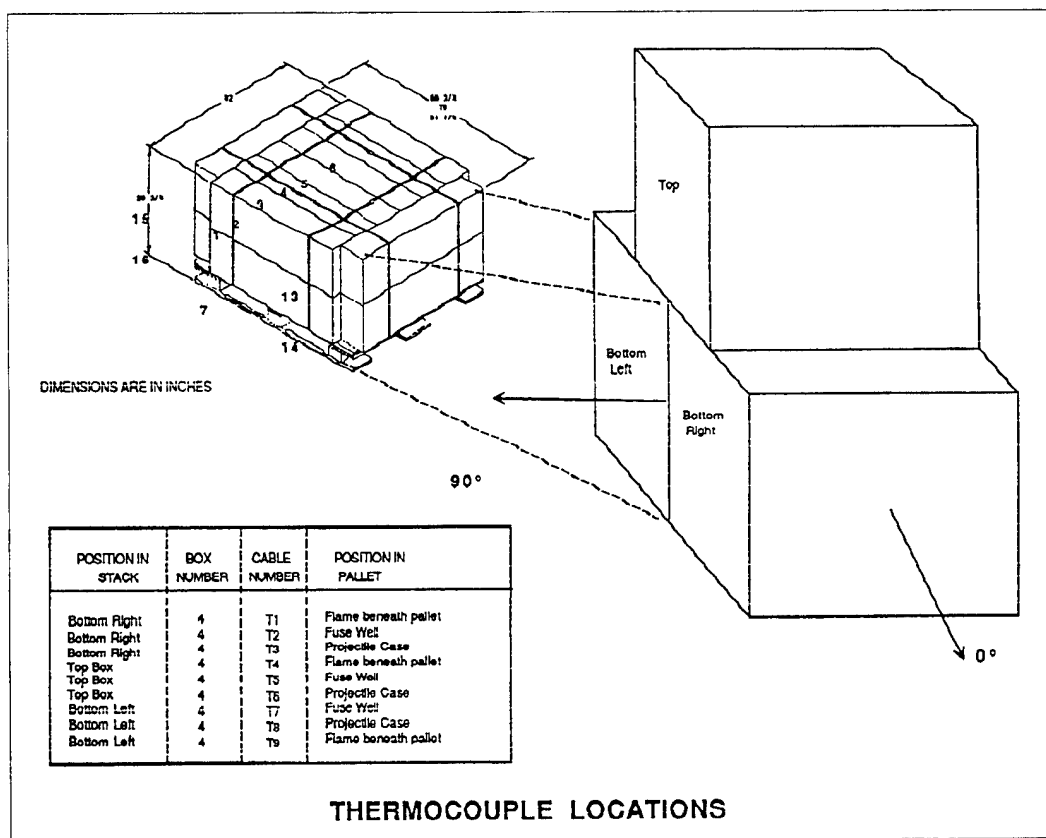 Top
6
5
4
3
2
1
15
16
13
7
14
Bottom
Left
DIMENSIONS ARE IN INCHES
Bottom
Right
90°
0°
POSITION IN STACK BOX NUMBER CABLE NUMBER POSITION IN PALLET
Bottom Right 4 T1 Flame beneath pallet
Bottom Right 4 T2 Fuse Well
Bottom Right 4 T3 Projectile Case
Top Box 4 T4 Flame beneath pallet
Top Box 4 T5 Fuse Well
Top Box 4 T6 Projectile Case
Bottom Left 4 T7 Fuse Well
Bottom Left 4 T8 Projectile Case
Bottom Left 4 T9 Flame beneath pallet
THERMOCOUPLE LOCATIONS